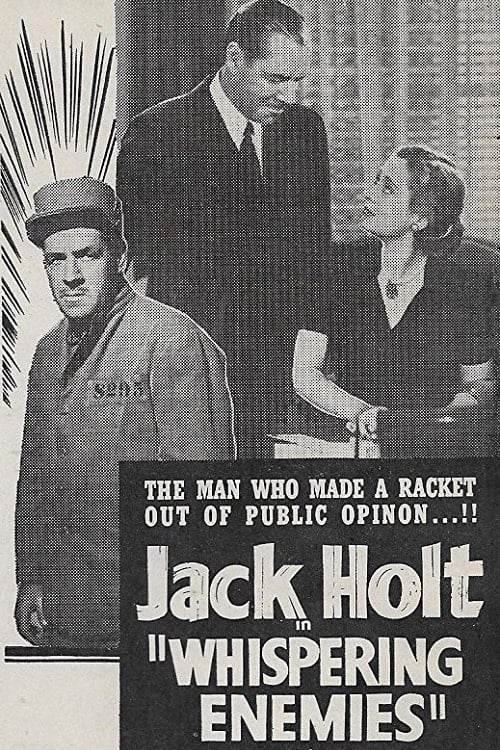 THE MAN WHO MADE A RACKET
OUT OF PUBLIC OPINON...!!
Jack Holt
in
"WHISPERING
ENEMIES"